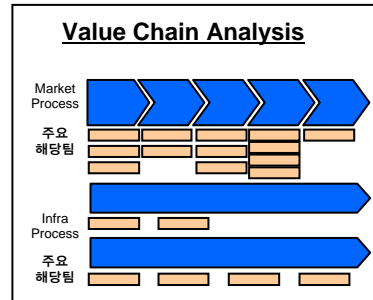 Value Chain Analysis
Market
Process
주요
해당팀
Infra
Process
주요
해당팀